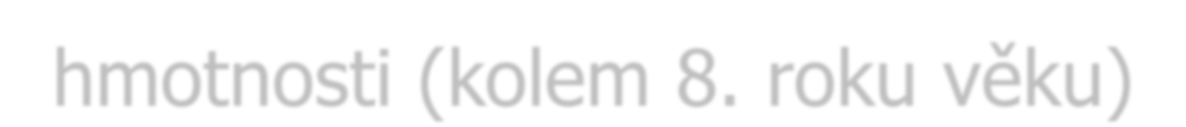 hmotnosti (kolem 8. roku věku)